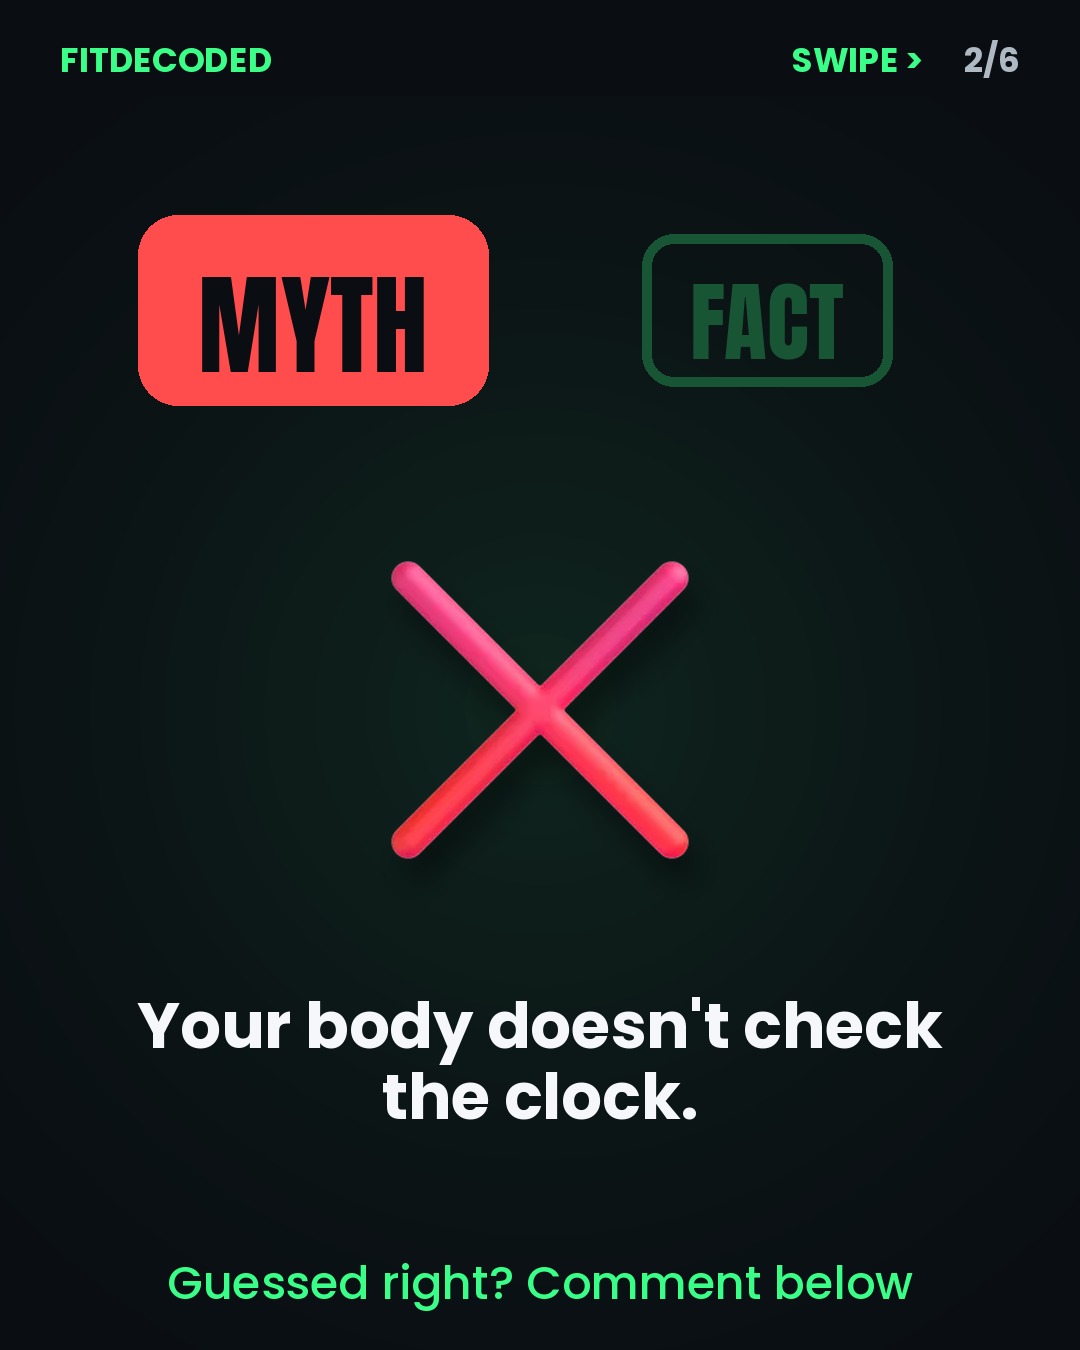 FITDECODED
SWIPE > 2/6
MYTH
FACT
Your body doesn't check
the clock.
Guessed right? Comment below